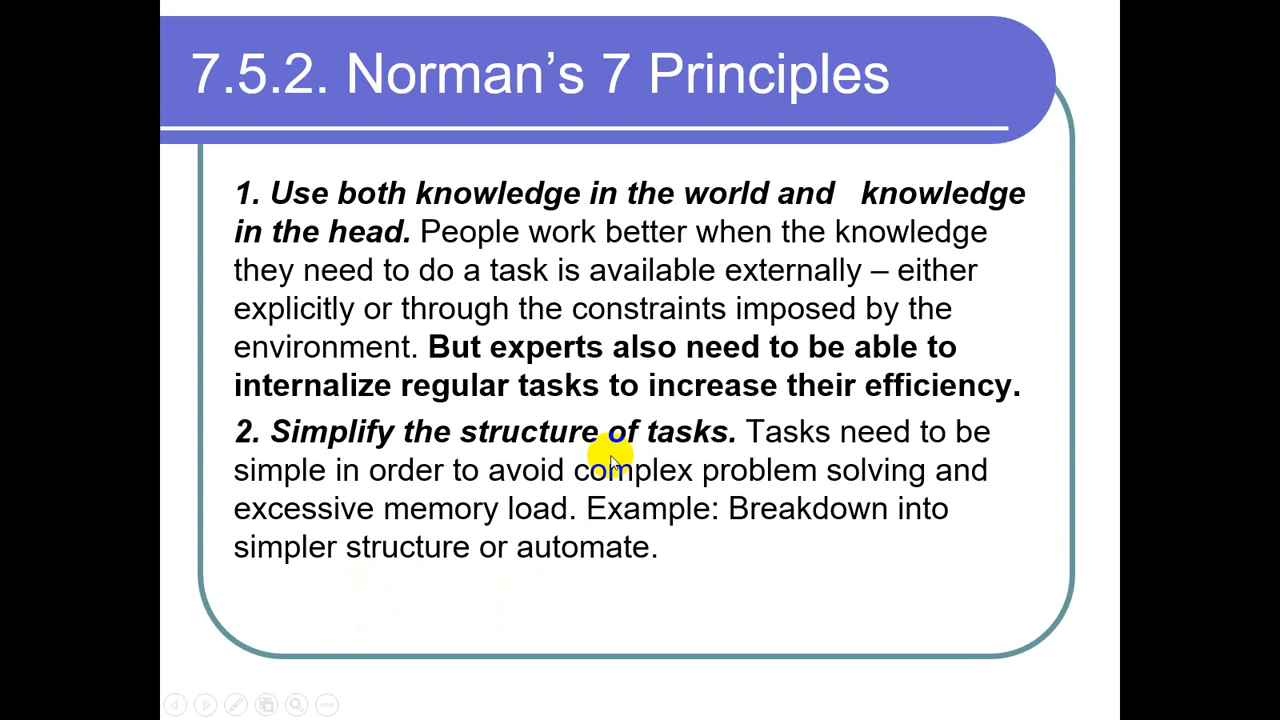 7.5.2. Norman’s 7 Principles
1. Use both knowledge in the world and   knowledge
in the head. People work better when the knowledge
they need to do a task is available externally – either
explicitly or through the constraints imposed by the
environment. But experts also need to be able to
internalize regular tasks to increase their efficiency.
2. Simplify the structure of tasks. Tasks need to be
simple in order to avoid complex problem solving and
excessive memory load. Example: Breakdown into
simpler structure or automate.